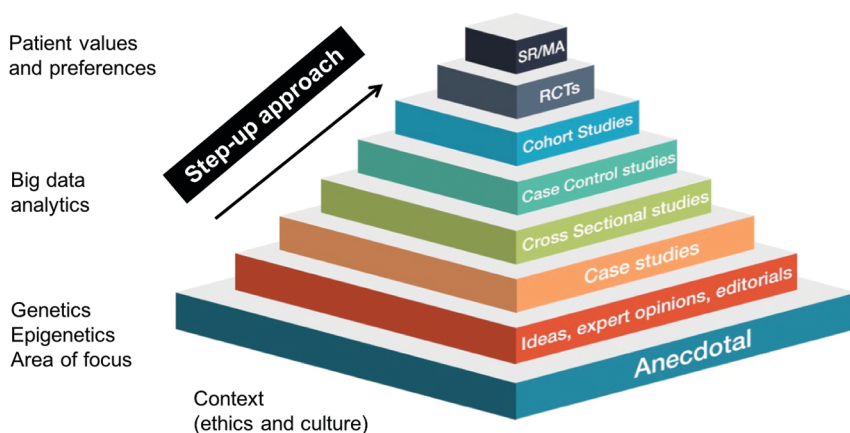 Patient values
and preferences
Step-up approach
Big data
analytics
Genetics
Epigenetics
Area of focus
Context
(ethics and culture)
SR/MA
RCTs
Cohort Studies
Case Control studies
Cross Sectional studies
Case studies
Ideas, expert opinions, editorials
Anecdotal